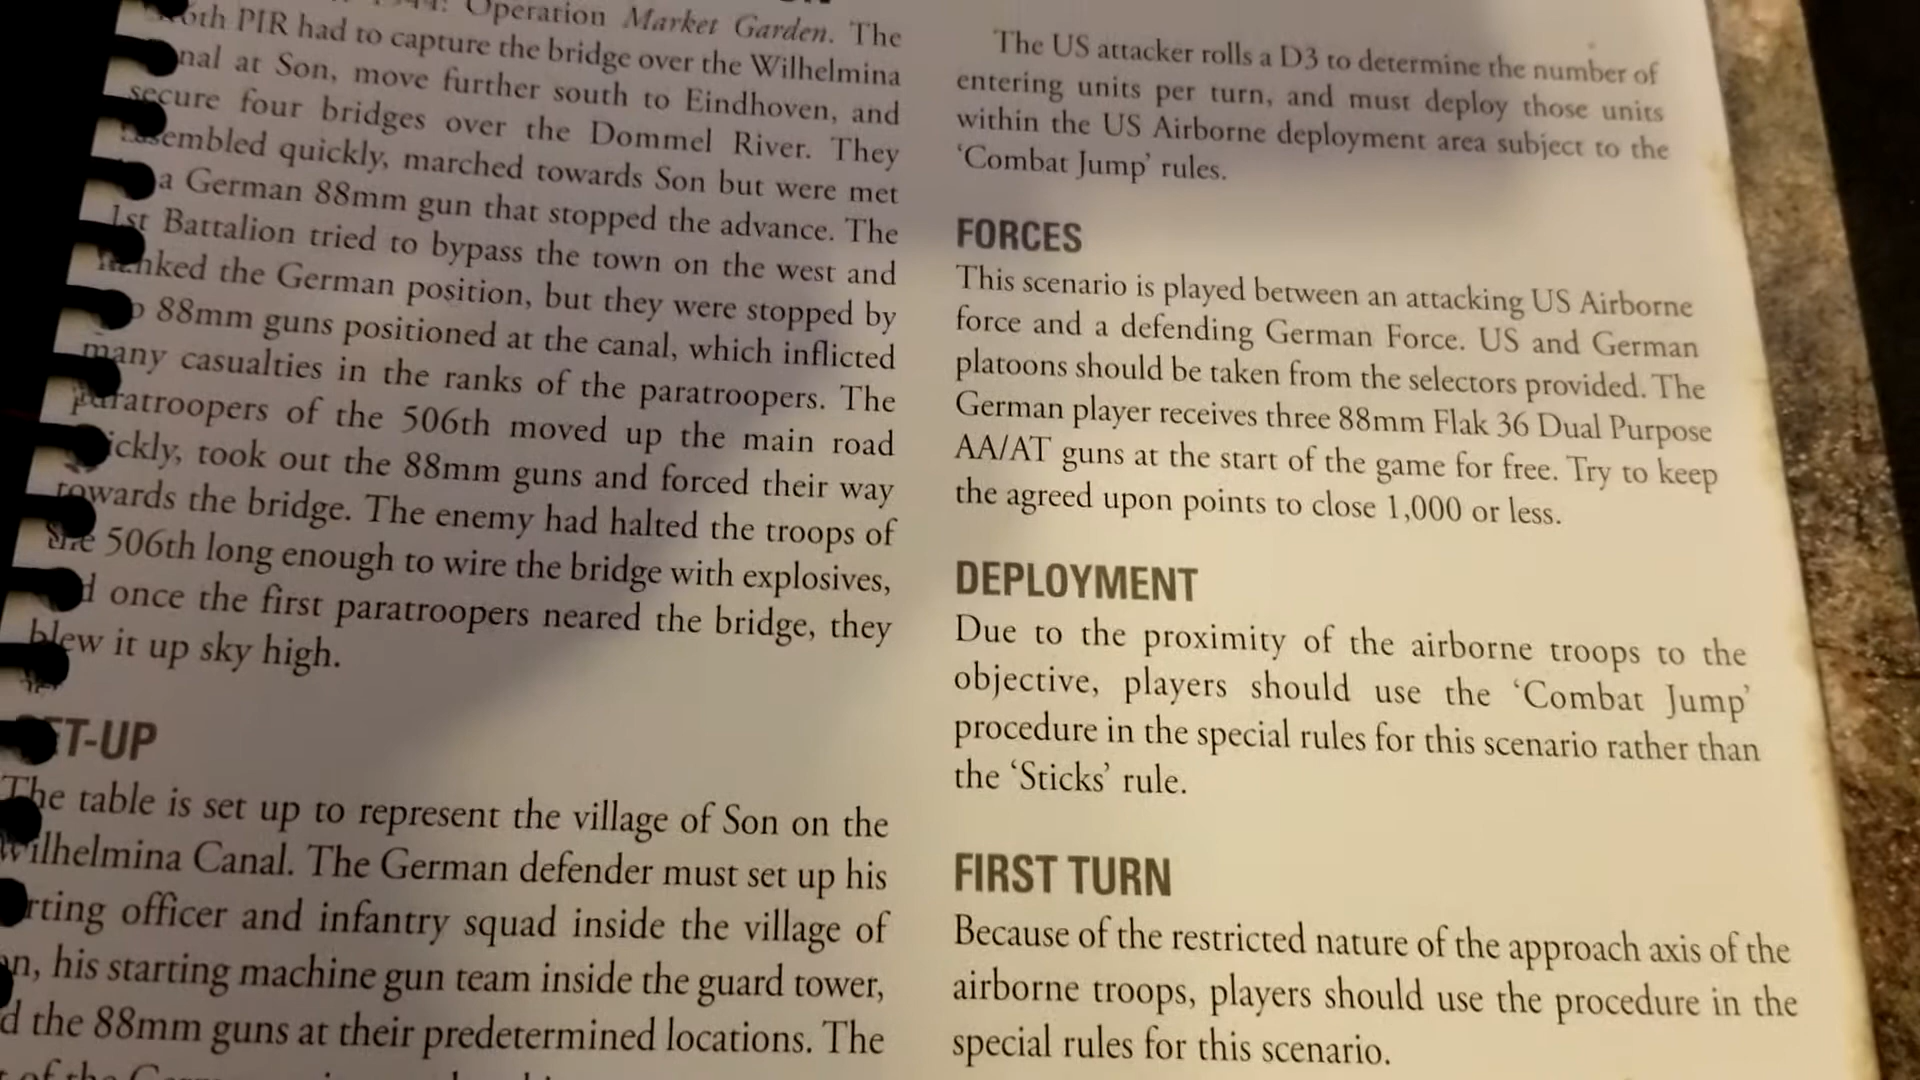 Operation Market Garden. The
PIR had to capture the bridge over the Wilhelmina
at Son, move further south to Eindhoven, and
secure four bridges over the Dommel River. They
assembled quickly, marched towards Son but were met
a German 88mm gun that stopped the advance. The
1st Battalion tried to bypass the town on the west and
the German position, but they were stopped by
88mm guns positioned at the canal, which inflicted
many casualties in the ranks of the paratroopers. The
paratroopers of the 506th moved up the main road
ickly, took out the 88mm guns and forced their way
towards the bridge. The enemy had halted the troops of
the 506th long enough to wire the bridge with explosives,
d once the first paratroopers neared the bridge, they
blew it up sky high.
ET-UP
The table is set up to represent the village of Son on the
Wilhelmina Canal. The German defender must set up his
rting officer and infantry squad inside the village of
n, his starting machine gun team inside the guard tower,
d the 88mm guns at their predetermined locations. The
The US attacker rolls a D3 to determine the number of
entering units per turn, and must deploy those units
within the US Airborne deployment area subject to the
‘Combat Jump’ rules.
FORCES
This scenario is played between an attacking US Airborne
force and a defending German Force. US and German
platoons should be taken from the selectors provided. The
German player receives three 88mm Flak 36 Dual Purpose
AA/AT guns at the start of the game for free. Try to keep
the agreed upon points to close 1,000 or less.
DEPLOYMENT
Due to the proximity of the airborne troops to the
objective, players should use the ‘Combat Jump’
procedure in the special rules for this scenario rather than
the ‘Sticks’ rule.
FIRST TURN
Because of the restricted nature of the approach axis of the
airborne troops, players should use the procedure in the
special rules for this scenario.